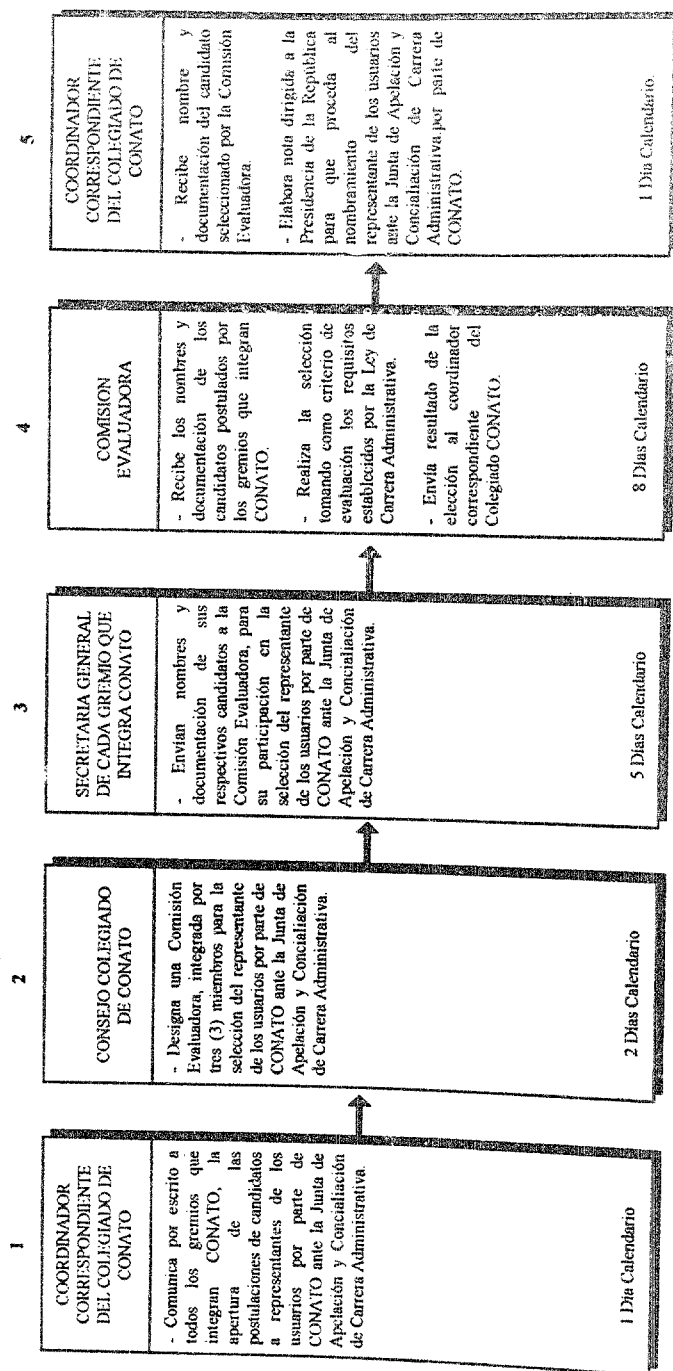 1
COORDINADOR
CORRESPONDIENTE
DEL COLEGIADO DE
CONATO
- Comunica por escrito a
todos los gremios que
integran CONATO, la
apertura de las
postulaciones de candidatos
a representantes de los
usuarios por parte de
CONATO ante la Junta de
Apelación y Concialiación
de Carrera Administrativa.
1 Día Calendario
2
CONSEJO COLEGIADO
DE CONATO
- Designa una Comisión
Evaluadora, integrada por
tres (3) miembros para la
selección del representante
de los usuarios por parte de
CONATO ante la Junta de
Apelación y Concialiación
de Carrera Administrativa.
2 Días Calendario
3
SECRETARIA GENERAL
DE CADA GREMIO QUE
INTEGRA CONATO
- Envían nombres y
documentación de sus
respectivos candidatos a la
Comisión Evaluadora, para
su participación en la
selección del representante
de los usuarios por parte de
CONATO ante la Junta de
Apelación y Concialiación
de Carrera Administrativa.
5 Días Calendario
4
COMISION
EVALUADORA
- Recibe los nombres y
documentación de los
candidatos postulados por
los gremios que integran
CONATO.
- Realiza la selección
tomando como criterio de
evaluación los requisitos
establecidos por la Ley de
Carrera Administrativa.
- Envía resultado de la
elección al coordinador
correspondiente del
Colegiado CONATO.
8 Días Calendario
5
COORDINADOR
CORRESPONDIENTE
DEL COLEGIADO DE
CONATO
- Recibe nombre y
documentación del candidato
seleccionado por la Comisión
Evaluadora.
- Elabora nota dirigida a la
Presidencia de la República
para que proceda al
nombramiento del
representante de los usuarios
ante la Junta de Apelación y
Concialiación de Carrera
Administrativa por parte de
CONATO.
1 Día Calendario.